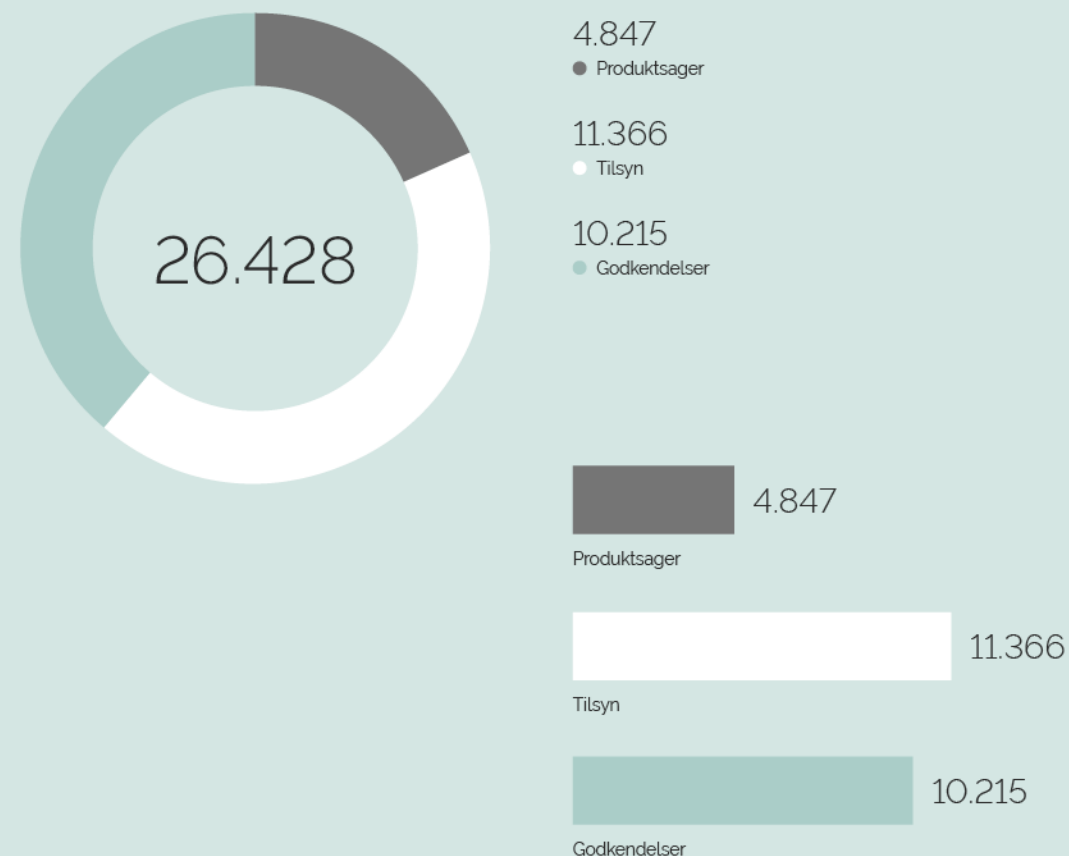 26.428
4.847
Produktsager
11.366
Tilsyn
10.215
Godkendelser
4.847
Produktsager
11.366
Tilsyn
10.215
Godkendelser